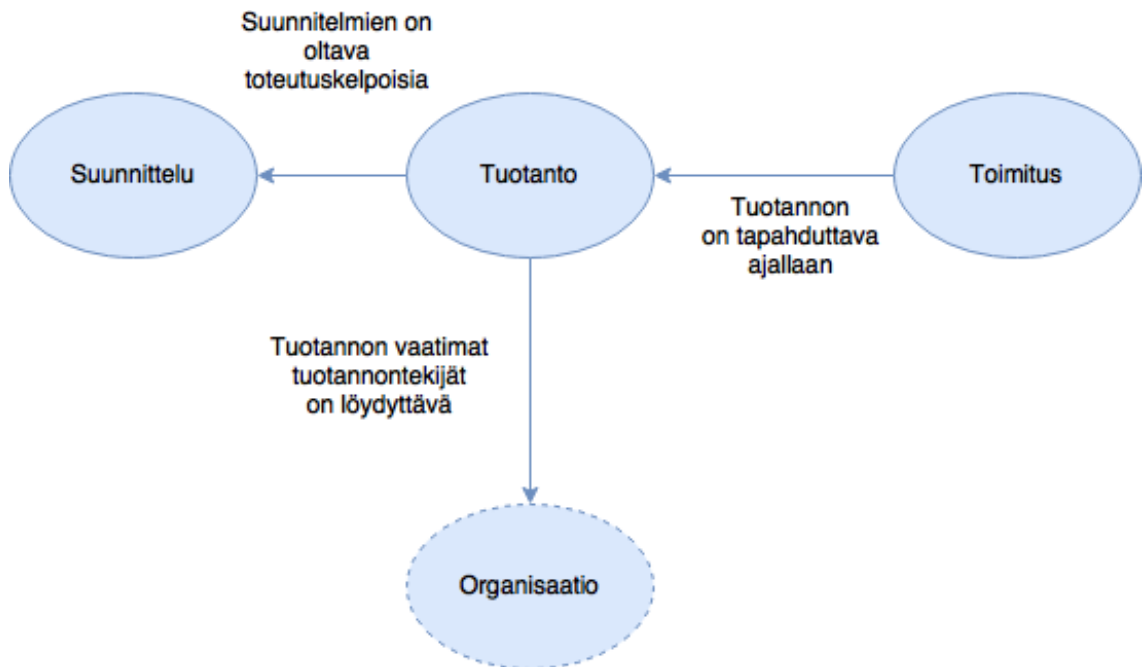 Suunnitelmien on
oltava
toteutuskelpoisia
Suunnittelu
Tuotanto
Toimitus
Tuotannon
on tapahduttava
ajallaan
Tuotannon vaatimat
tuotannontekijät
on löydyttävä
Organisaatio